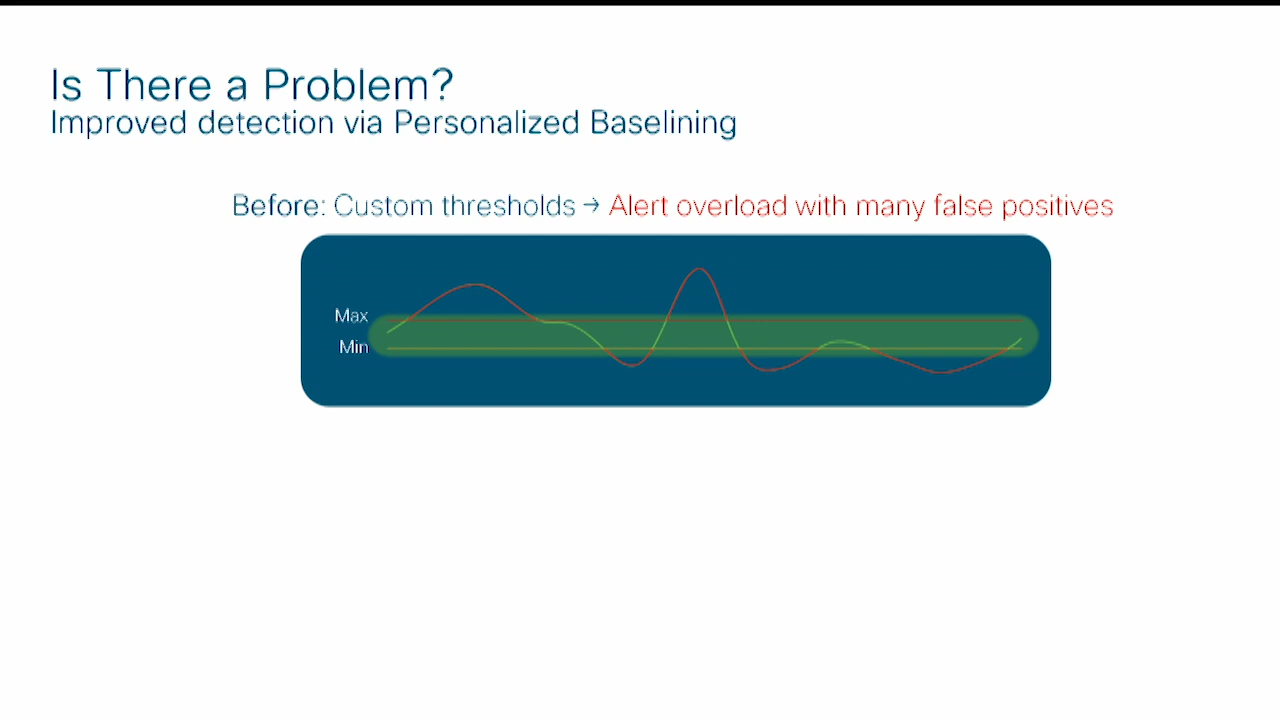 Is There a Problem?
Improved detection via Personalized Baselining
Before: Custom thresholds → Alert overload with many false positives
Max
Min